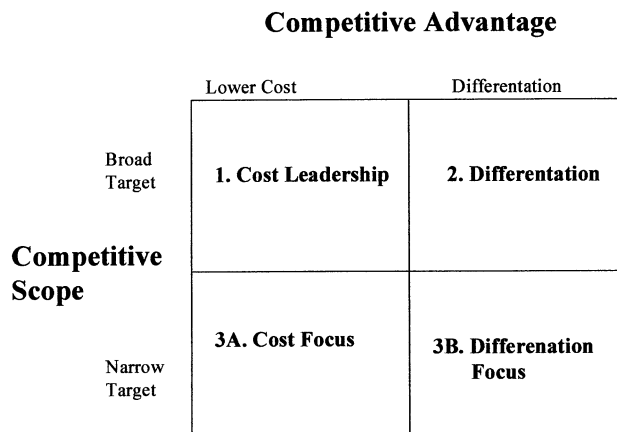 Competitive Advantage
Lower Cost
Differentation
Broad
Target
1. Cost Leadership
2. Differentation
Competitive
Scope
3A. Cost Focus
3B. Differenation
Focus
Narrow
Target